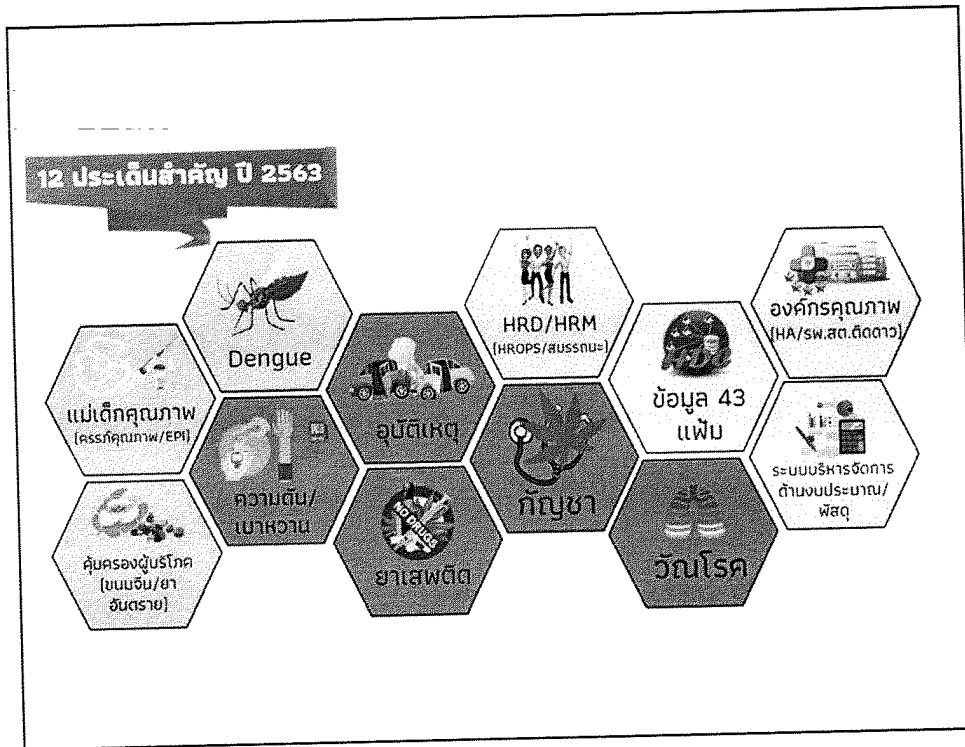 12 ประเด็นสำคัญ ปี 2563
Dengue
HRD/HRM
[HROPS/สมรรถนะ]
องค์กรคุณภาพ
[HA/รพ.สต.ติดดาว]
แม่เด็กคุณภาพ
[ครรภ์คุณภาพ/EPI]
อุบัติเหตุ
ข้อมูล 43
แฟ้ม
ความดัน/
เบาหวาน
กัญชา
ระบบบริหารจัดการ
ด้านงบประมาณ/
พัสดุ
คุ้มครองผู้บริโภค
[ขนมจีน/ยา
อันตราย]
NO DRUGS
ยาเสพติด
วัณโรค